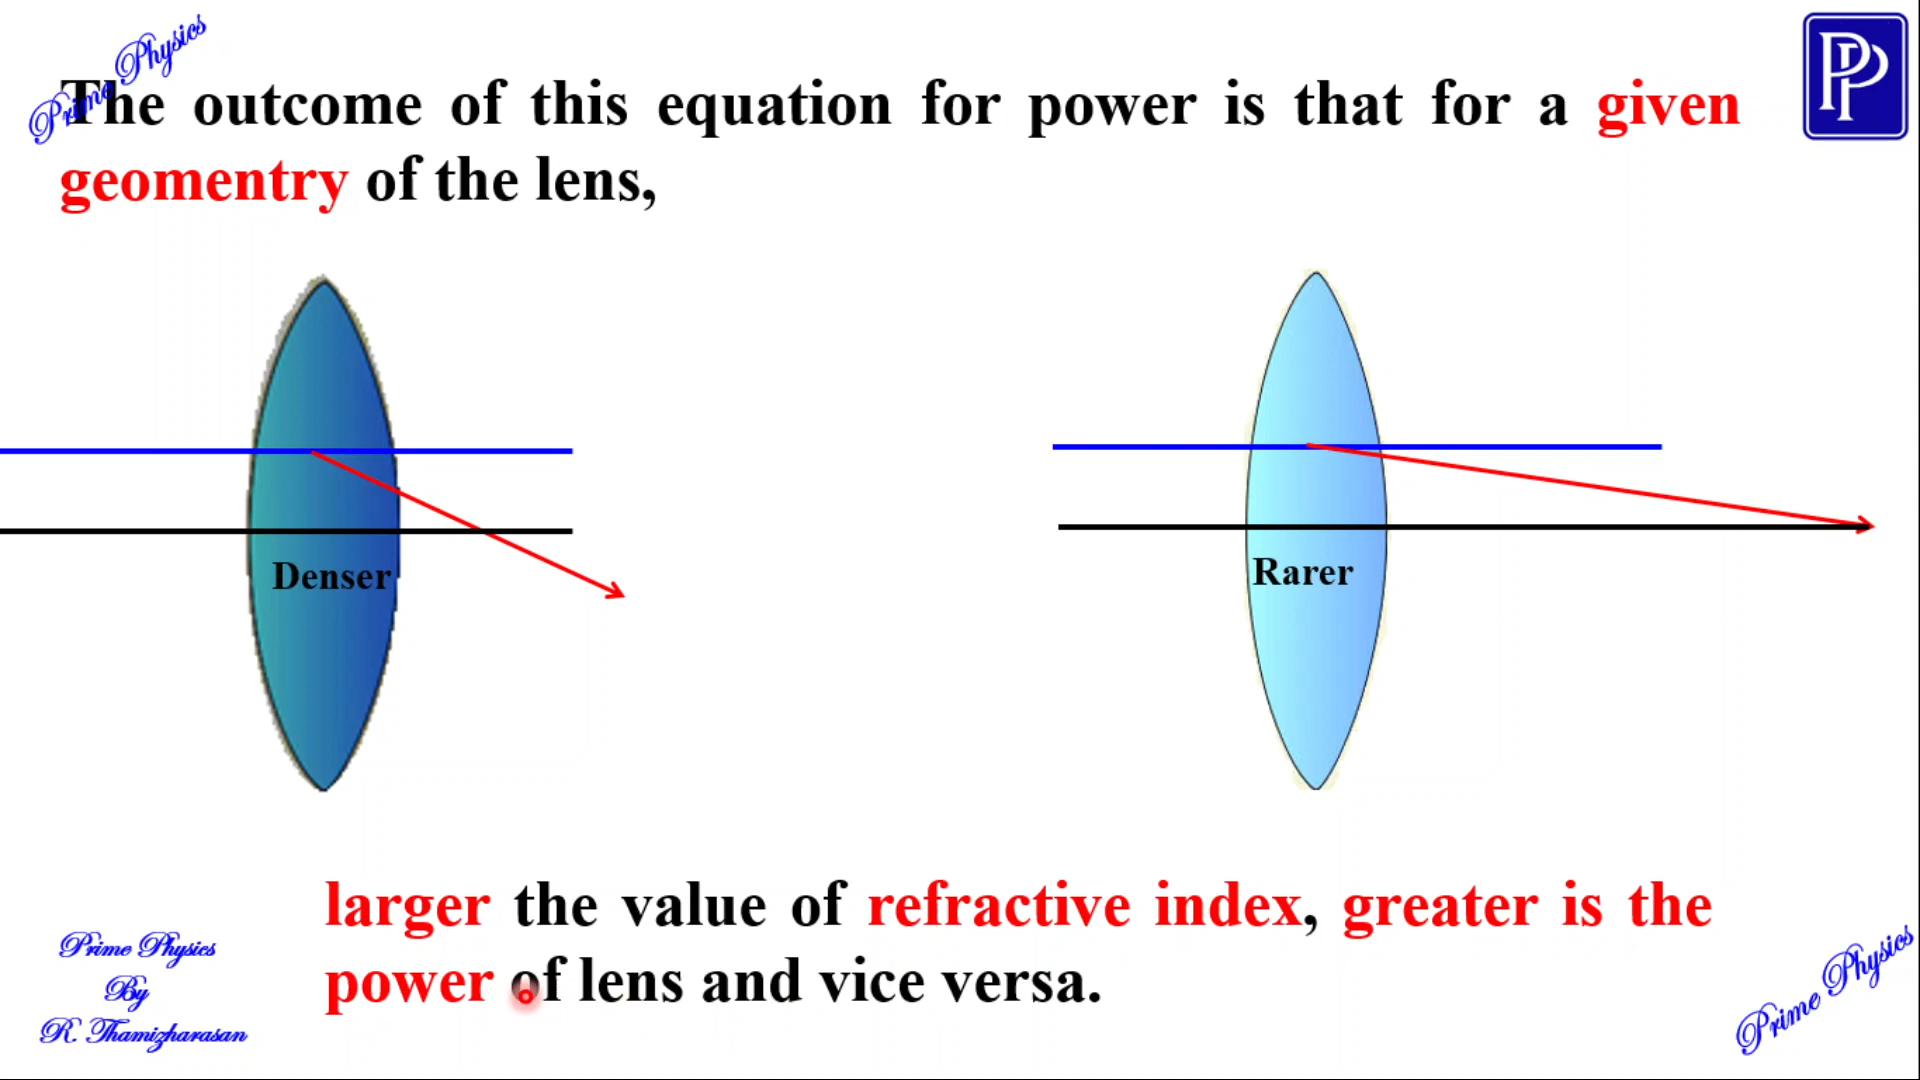 Prime Physics
PP
The outcome of this equation for power is that for a given
geomentry of the lens,
Denser
Rarer
larger the value of refractive index, greater is the
power of lens and vice versa.
Prime Physics
By
R. Thamizharasan
Prime Physics